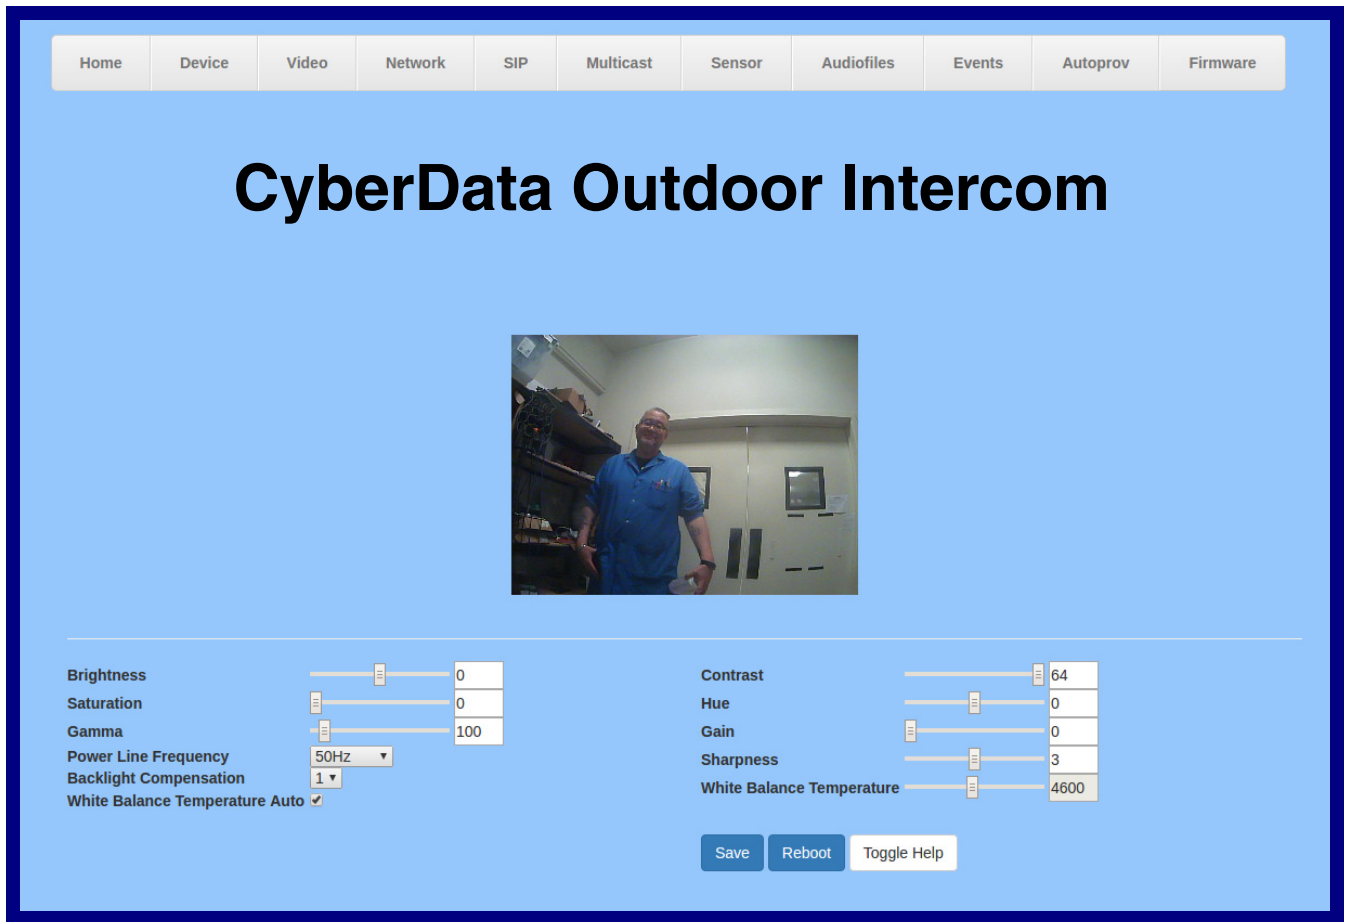 Home Device Video Network SIP Multicast Sensor Audiofiles Events Autoprov Firmware
CyberData Outdoor Intercom
Brightness 0
Saturation 0
Gamma 100
Power Line Frequency 50Hz
Backlight Compensation 1
White Balance Temperature Auto
Contrast 64
Hue 0
Gain 0
Sharpness 3
White Balance Temperature 4600
Save Reboot Toggle Help